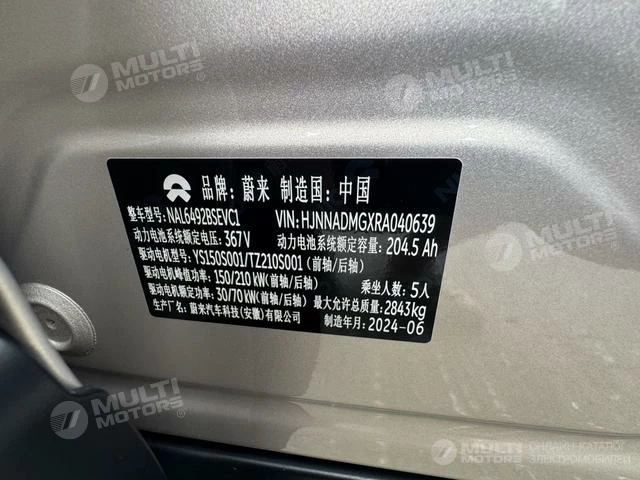 MULTI
MOTORS®
MULTI
MOTORS®
品牌: 蔚来 制造国: 中国
整车型号: NAL6492BSEVC1 VIN: HJNNADMGXRA040639
动力电池系统额定电压: 367V 动力电池系统额定容量: 204.5 Ah
驱动电机型号: YS150S001/TZ210S001 (前轴/后轴)
驱动电机峰值功率: 150/210 kW (前轴/后轴) 乘坐人数: 5人
驱动电机额定功率: 30/70 kW (前轴/后轴) 最大允许总质量: 2843kg
生产厂名: 蔚来汽车科技(安徽)有限公司 制造年月: 2024-06
MULTI
MOTORS®
MULTI
MOTORS
ОНЛАЙН-КАТАЛОГ
ЭЛЕКТРОМОБИЛЕЙ